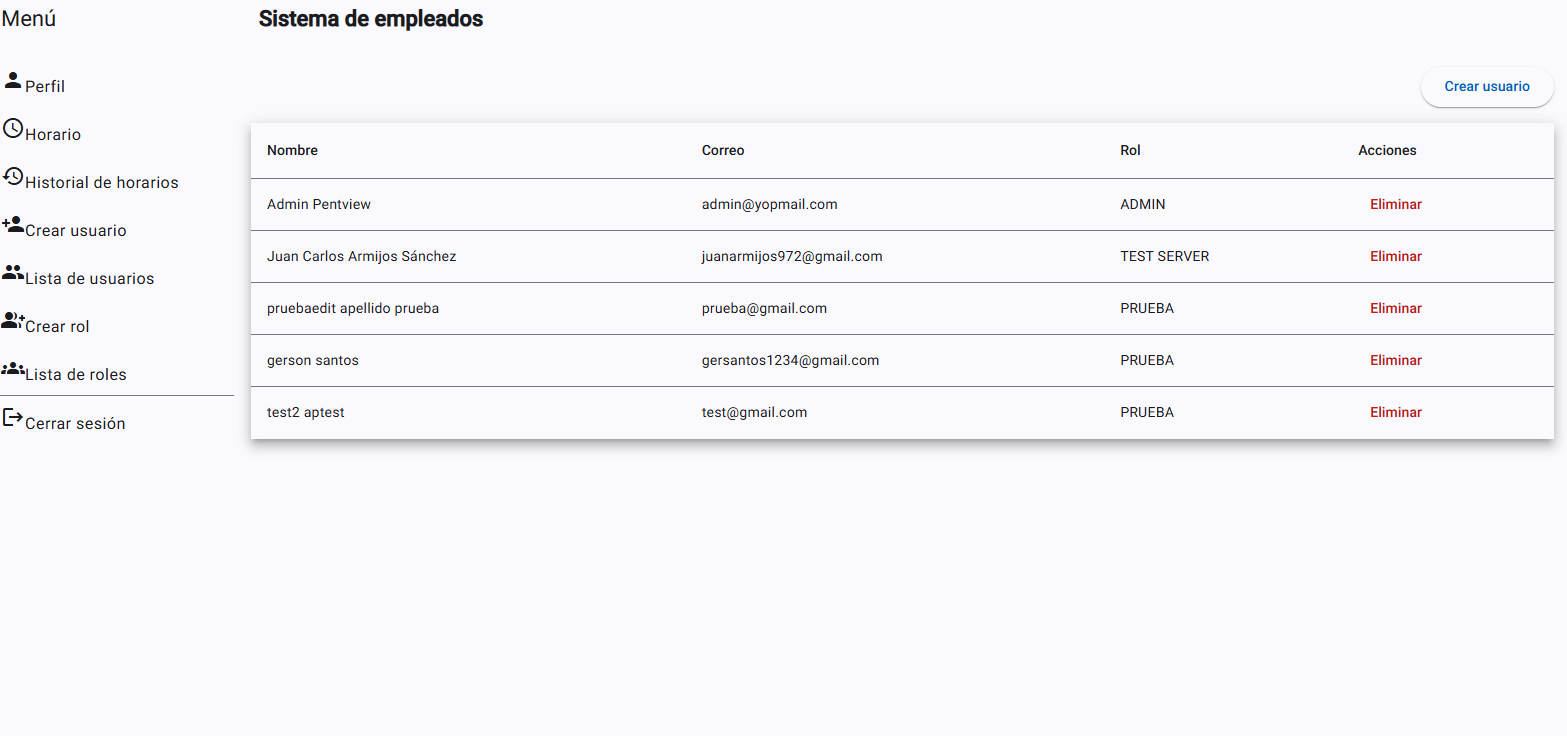 Menú
Perfil
Horario
Historial de horarios
Crear usuario
Lista de usuarios
Crear rol
Lista de roles
Cerrar sesión
Sistema de empleados
Crear usuario
Nombre Correo Rol Acciones
Admin Pentview admin@yopmail.com ADMIN Eliminar
Juan Carlos Armijos Sánchez juanarmijos972@gmail.com TEST SERVER Eliminar
pruebaedit apellido prueba prueba@gmail.com PRUEBA Eliminar
gerson santos gersantos1234@gmail.com PRUEBA Eliminar
test2 aptest test@gmail.com PRUEBA Eliminar